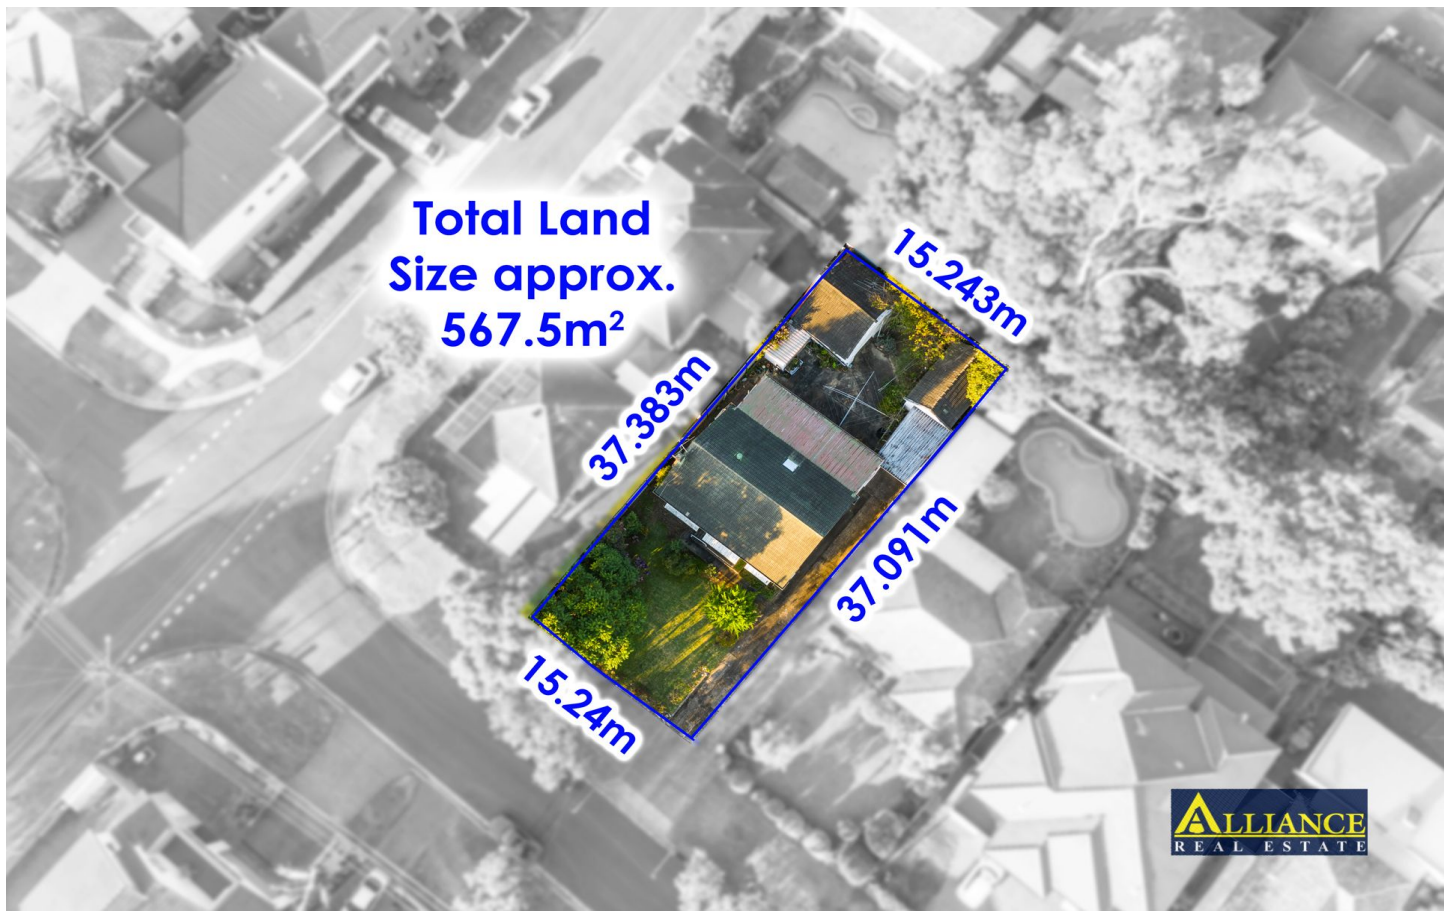 Total Land
Size approx.
567.5m²
15.243m
37.383m
37.091m
15.24m
ALLIANCE
REAL ESTATE